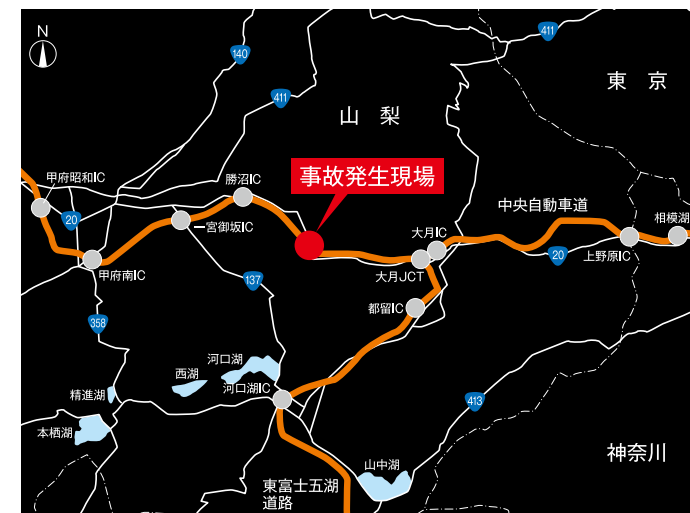 N
411
140
東 京
411
山 梨
事故発生現場
甲府昭和IC
勝沼IC
中央自動車道
相模湖
20
宮御坂IC
大月IC
上野原IC
20
甲府南IC
大月JCT
137
都留IC
358
河口湖
西湖
河口湖IC
精進湖
413
本栖湖
神奈川
山中湖
東富士五湖
道路